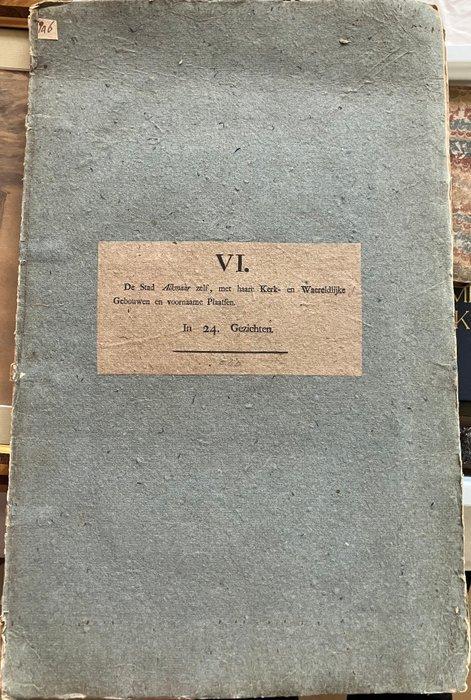 VI.
De Stad Alkmaar zelf, met haare Kerk- en Waereldlijke
Gebouwen en voornaame Plaatsen.
In 24. Gezichten.